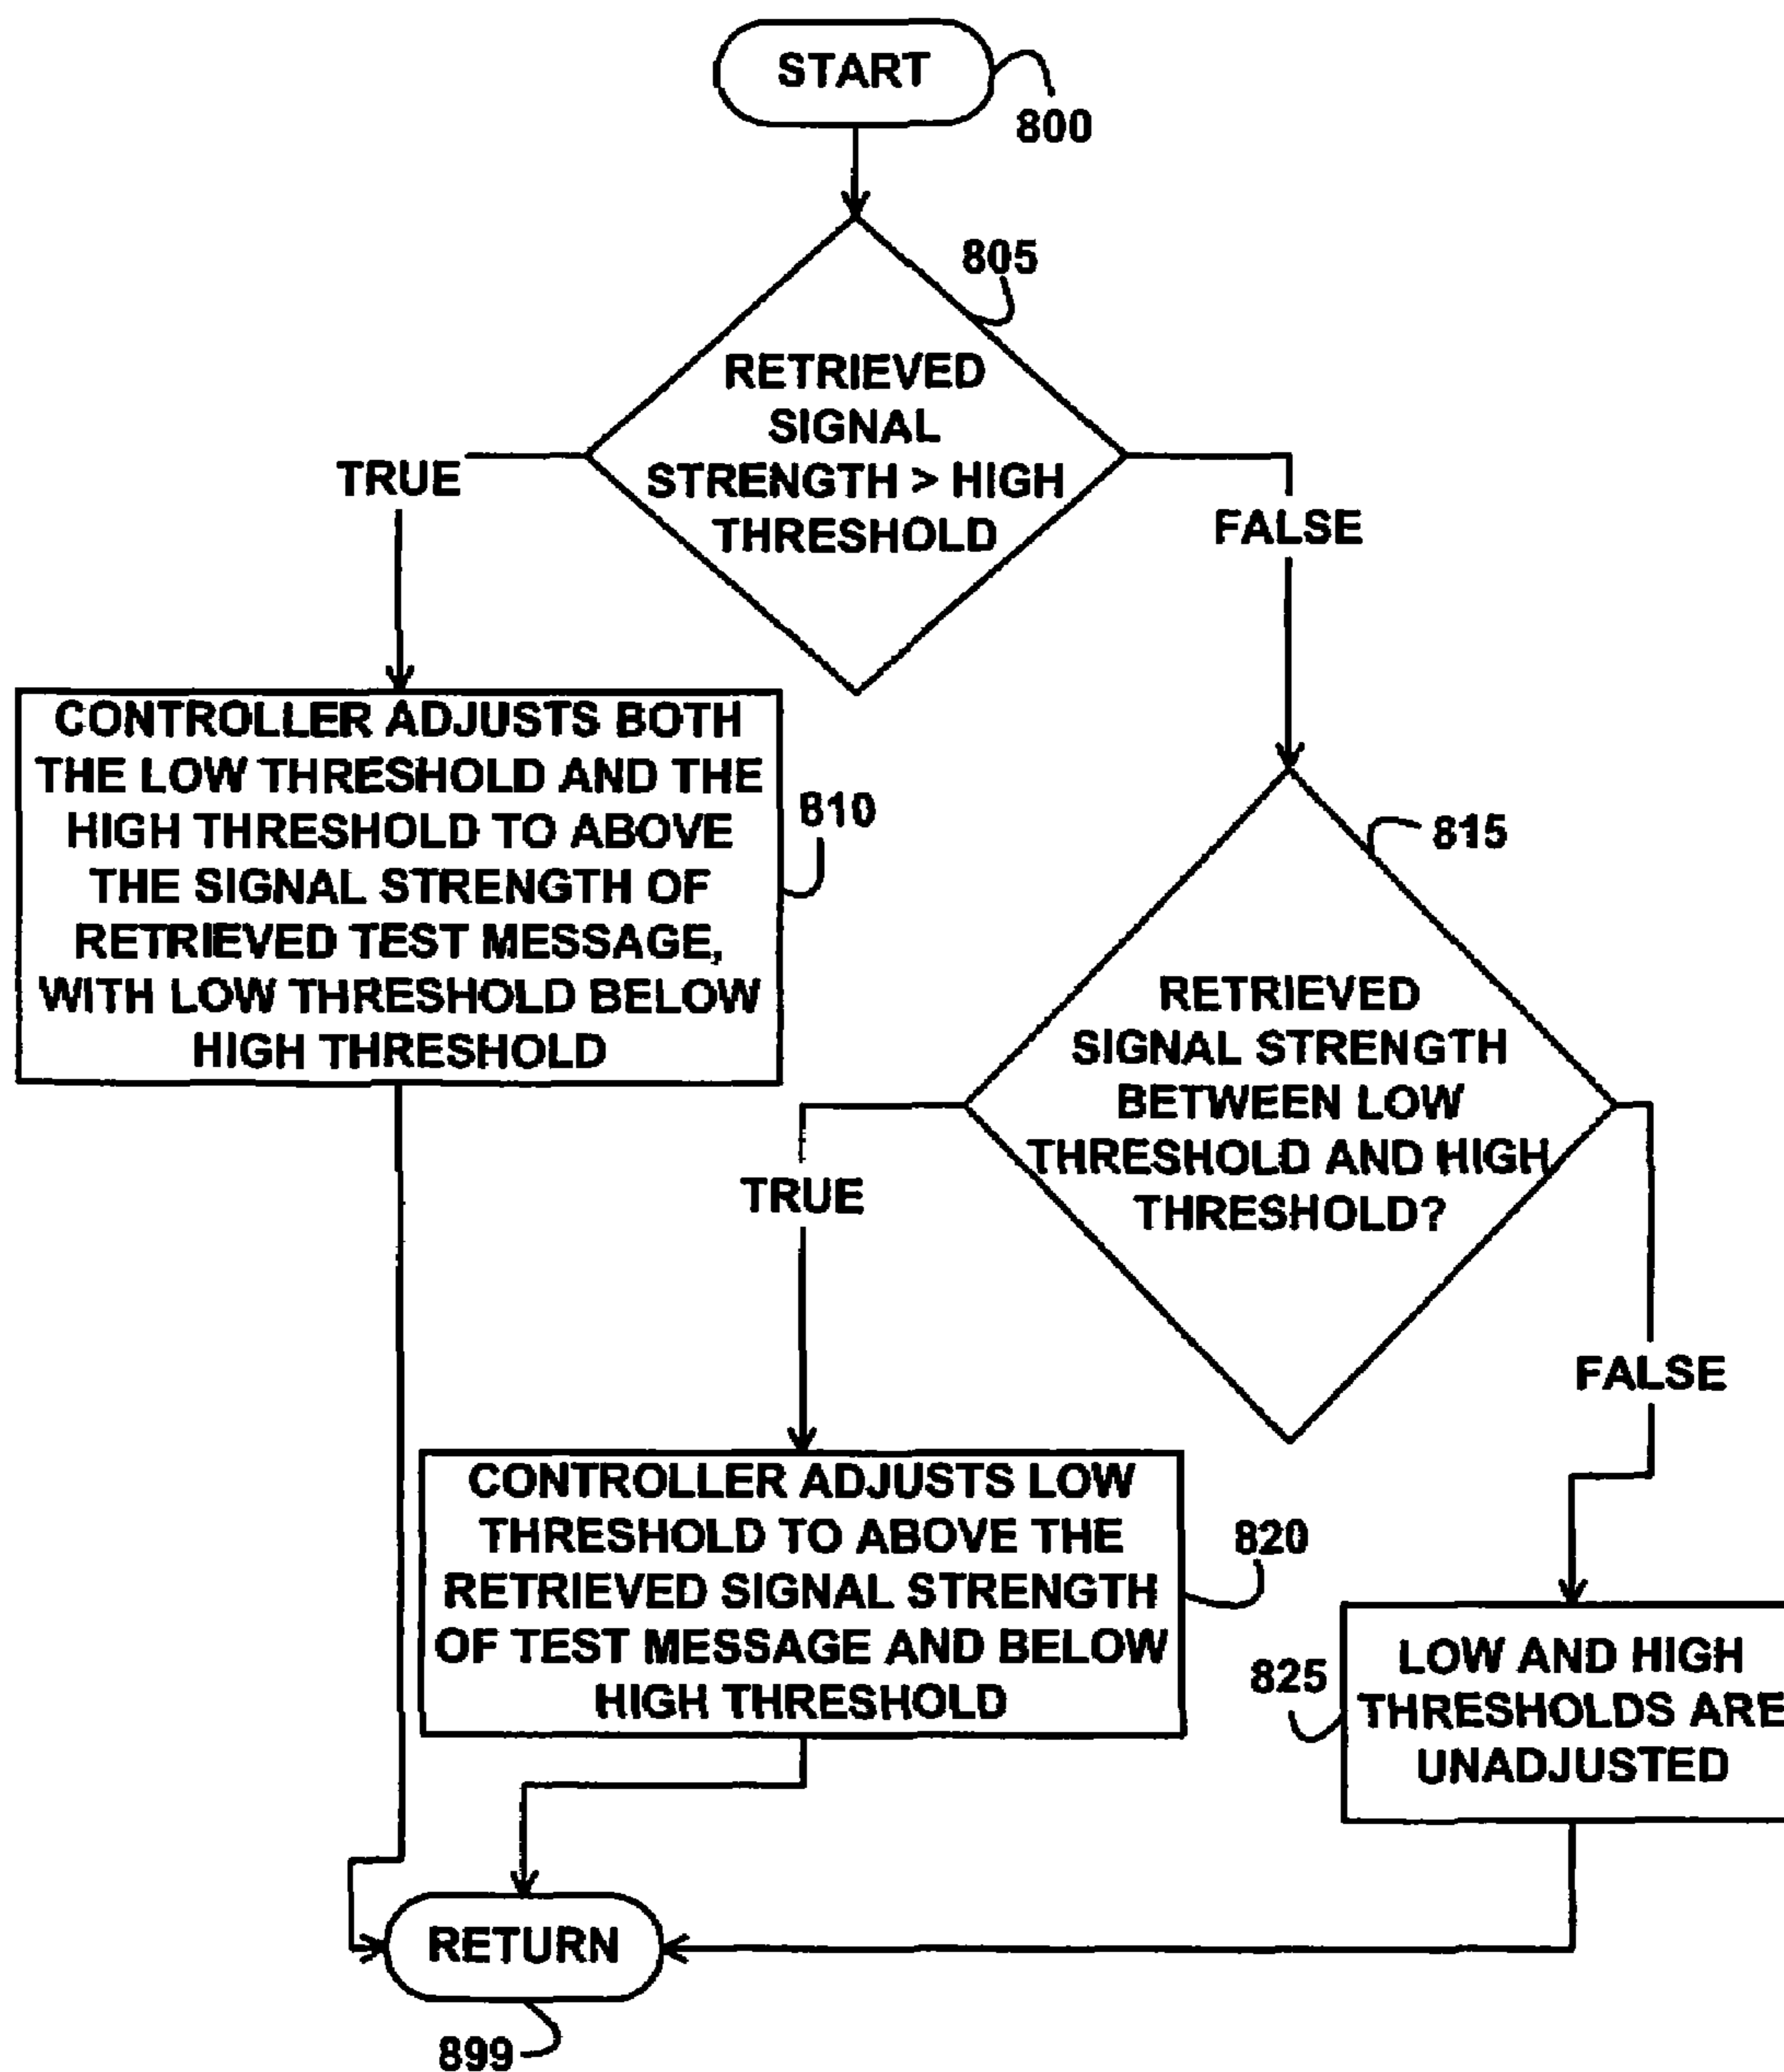 START
800
805
RETRIEVED
SIGNAL
STRENGTH > HIGH
THRESHOLD
TRUE
FALSE
CONTROLLER ADJUSTS BOTH
THE LOW THRESHOLD AND THE
HIGH THRESHOLD TO ABOVE
THE SIGNAL STRENGTH OF
RETRIEVED TEST MESSAGE,
WITH LOW THRESHOLD BELOW
HIGH THRESHOLD
810
815
RETRIEVED
SIGNAL STRENGTH
BETWEEN LOW
THRESHOLD AND HIGH
THRESHOLD?
TRUE
FALSE
CONTROLLER ADJUSTS LOW
THRESHOLD TO ABOVE THE
RETRIEVED SIGNAL STRENGTH
OF TEST MESSAGE AND BELOW
HIGH THRESHOLD
820
825
LOW AND HIGH
THRESHOLDS ARE
UNADJUSTED
RETURN
899